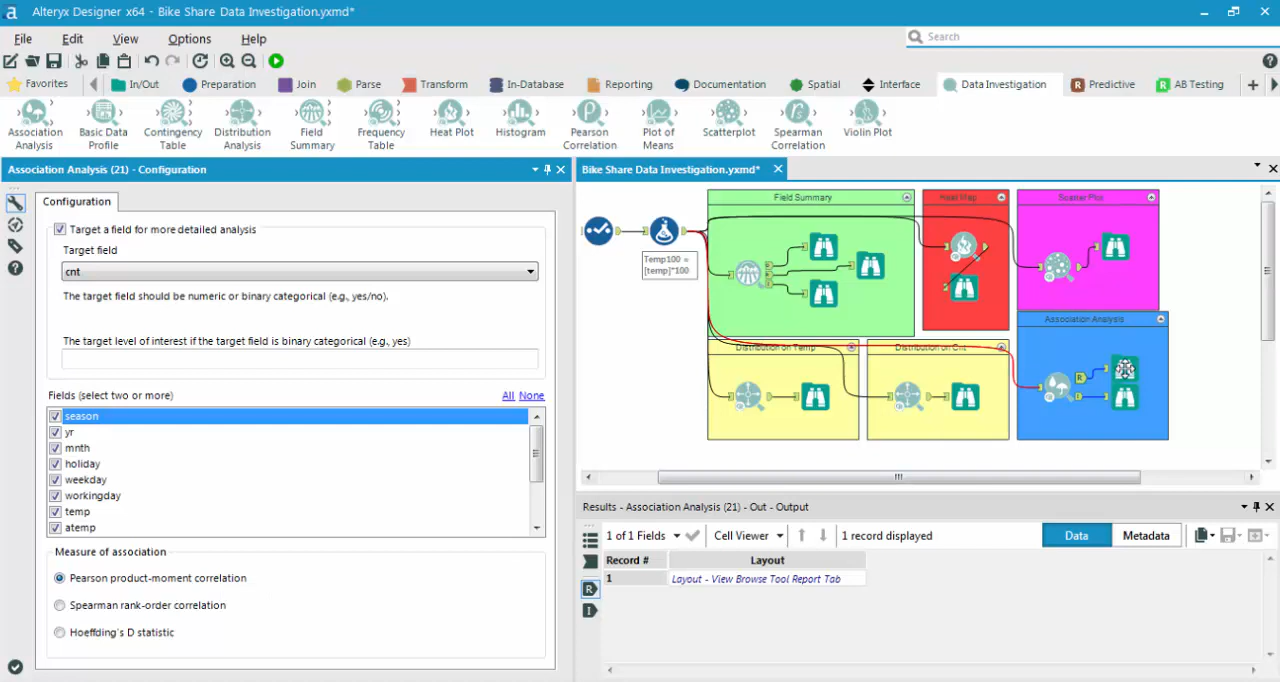 a Alteryx Designer x64 - Bike Share Data Investigation.yxmd*
File Edit View Options Help
Search
Favorites In/Out Preparation Join Parse Transform In-Database Reporting Documentation Spatial Interface Data Investigation Predictive AB Testing
Association Analysis
Basic Data Profile
Contingency Table
Distribution Analysis
Field Summary
Frequency Table
Heat Plot
Histogram
Pearson Correlation
Plot of Means
Scatterplot
Spearman Correlation
Violin Plot
Association Analysis (21) - Configuration
Configuration
Target a field for more detailed analysis
Target field
cnt
The target field should be numeric or binary categorical (e.g., yes/no).
The target level of interest if the target field is binary categorical (e.g., yes)
Fields (select two or more) All None
season
yr
mnth
holiday
weekday
workingday
temp
atemp
Measure of association
Pearson product-moment correlation
Spearman rank-order correlation
Hoeffding's D statistic
Bike Share Data Investigation.yxmd*
Field Summary
Heat Map
Scatter Plot
Temp100 =
[temp]*100
Association Analysis
Distribution on Temp
Distribution on Cnt
Results - Association Analysis (21) - Out - Output
1 of 1 Fields Cell Viewer 1 record displayed Data Metadata
Record # Layout
1 Layout - View Browse Tool Report Tab